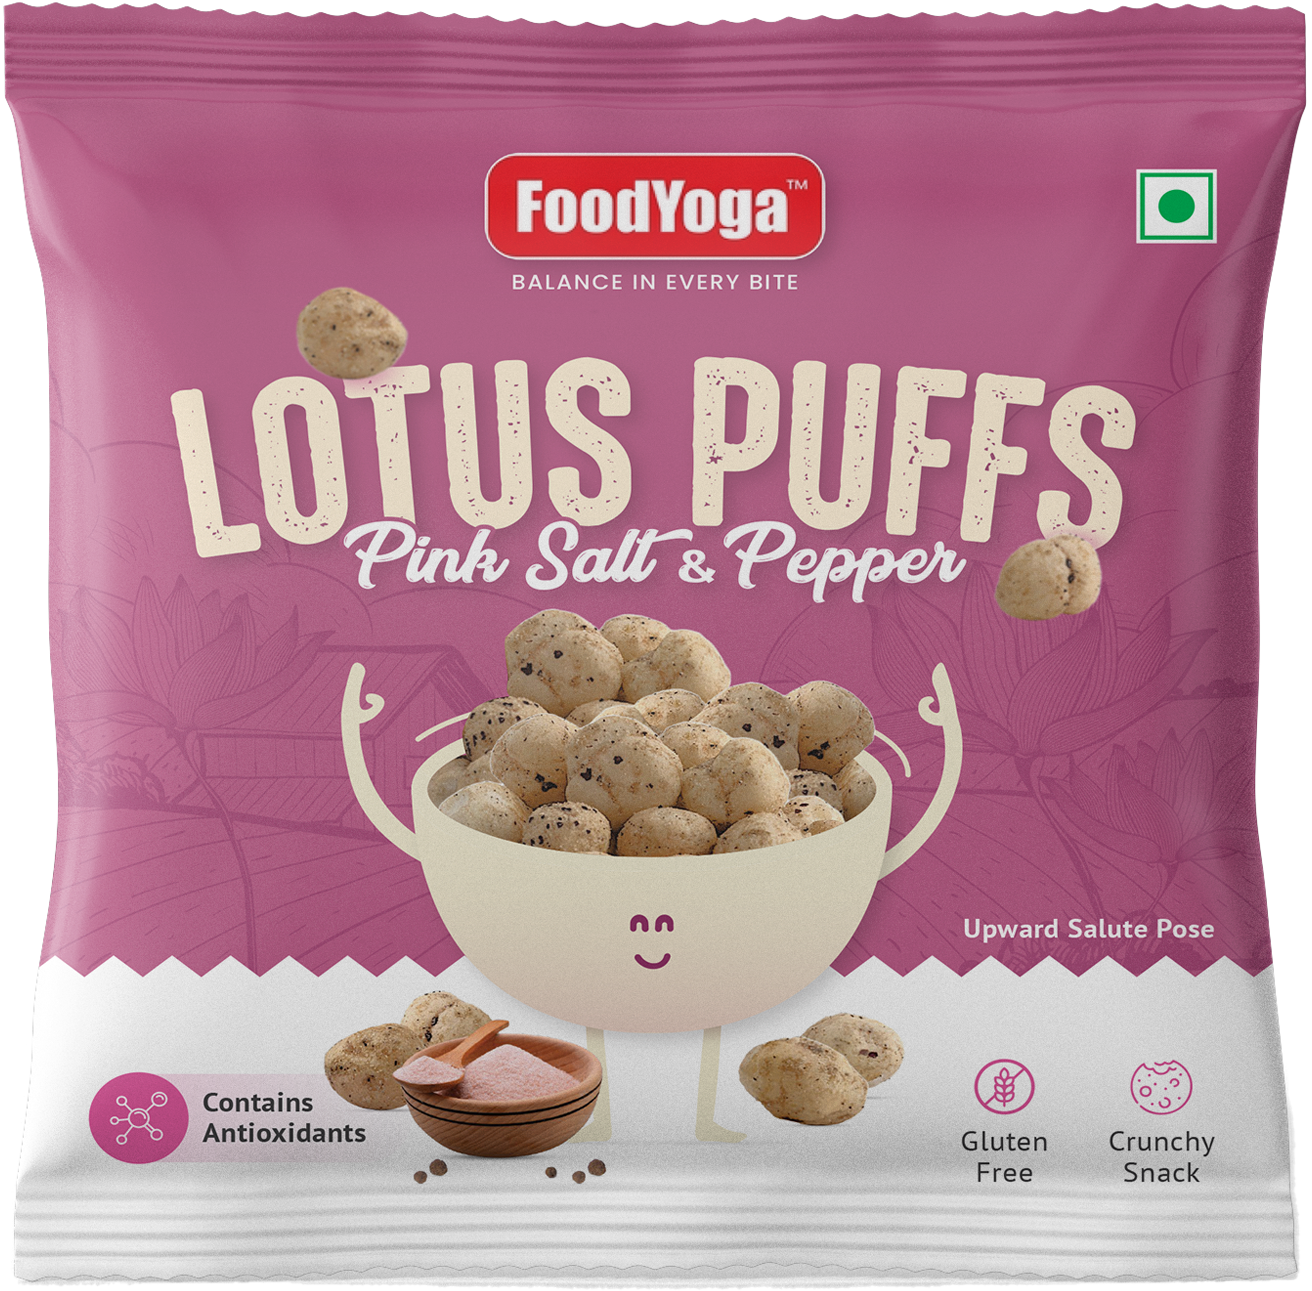 FoodYoga™
BALANCE IN EVERY BITE
LOTUS PUFFS
Pink Salt & Pepper
Upward Salute Pose
Contains
Antioxidants
Gluten
Free
Crunchy
Snack